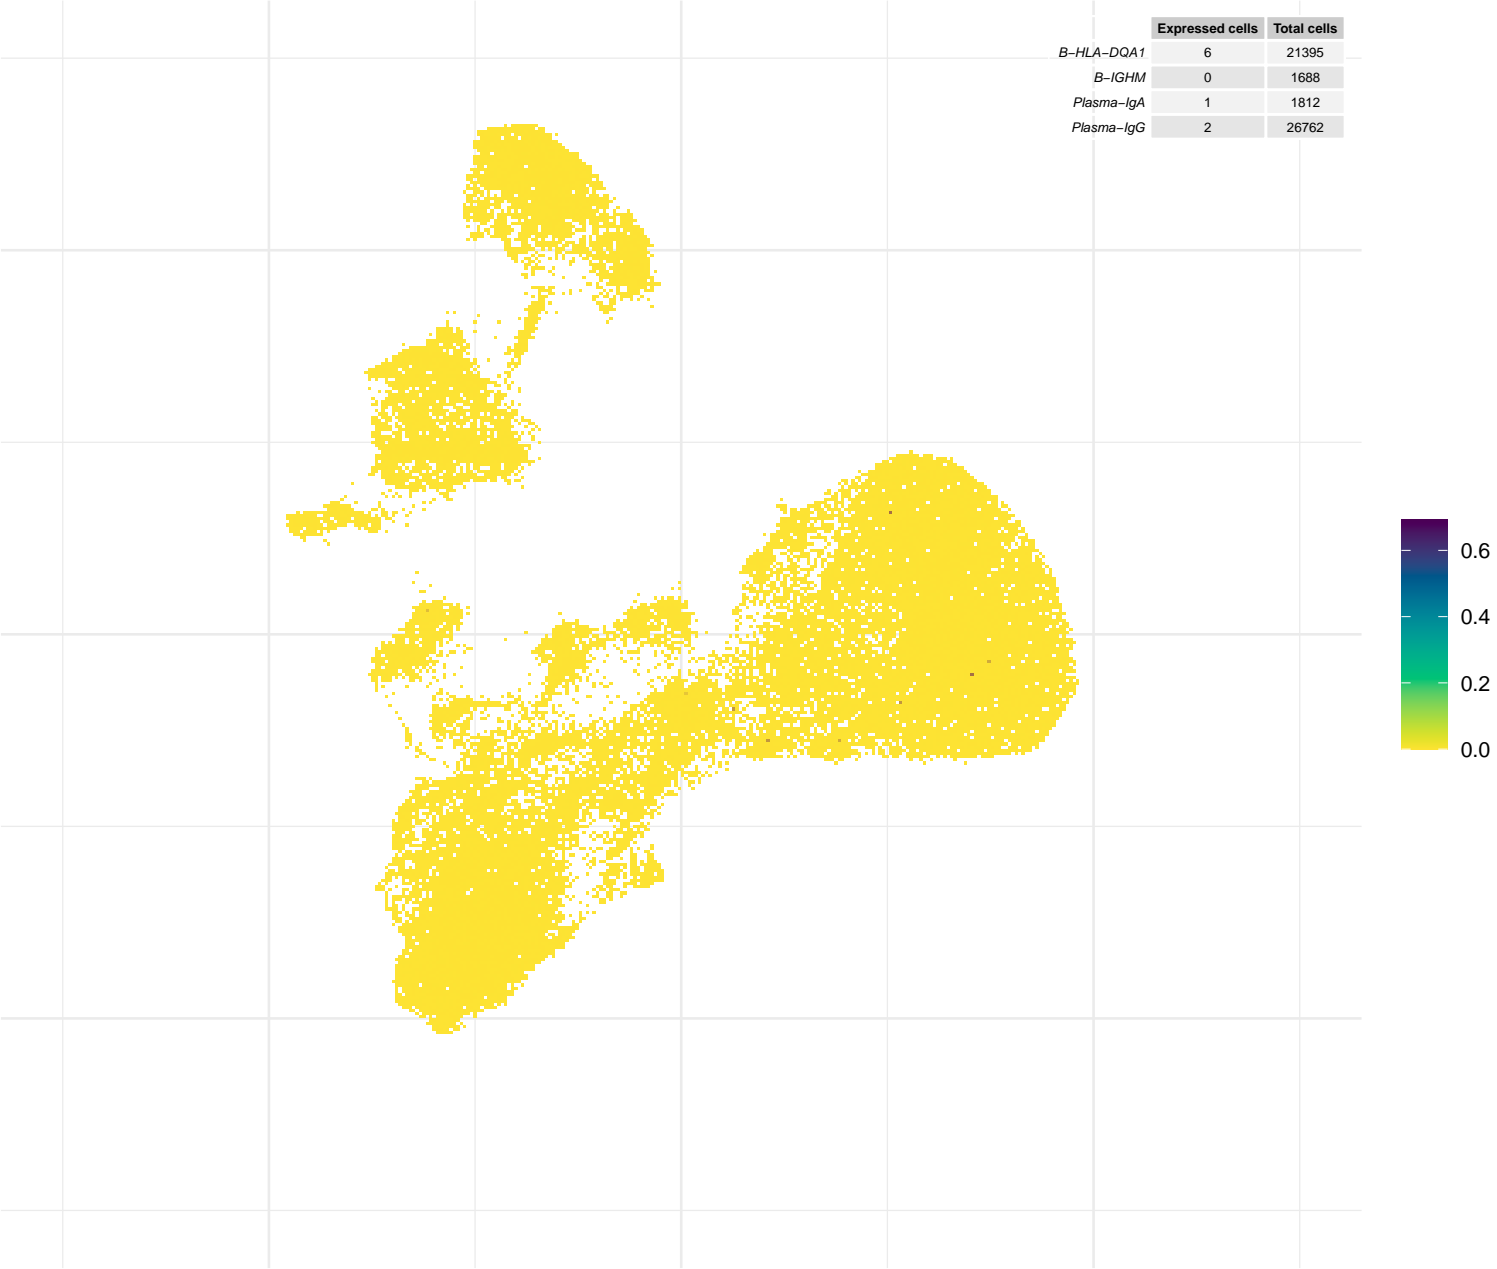 Expressed cells Total cells
B−HLA−DQA1 6 21395
B−IGHM 0 1688
Plasma−IgA 1 1812
Plasma−IgG 2 26762
0.6
0.4
0.2
0.0